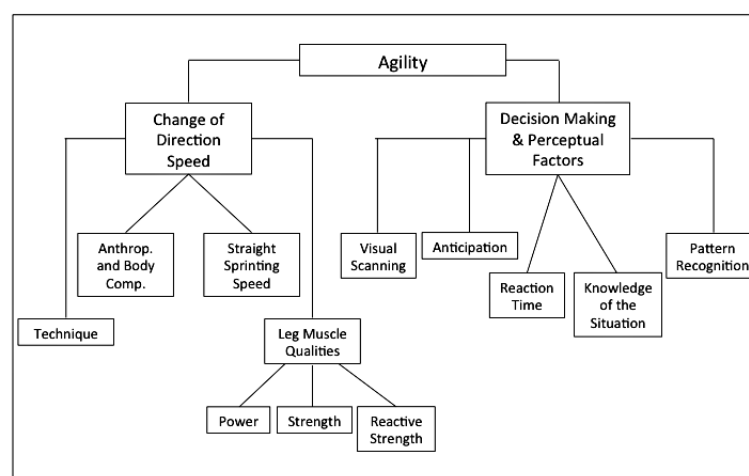 Agility
Change of
Direction
Speed
Decision Making
& Perceptual
Factors
Technique
Anthrop.
and Body
Comp.
Straight
Sprinting
Speed
Leg Muscle
Qualities
Power
Strength
Reactive
Strength
Visual
Scanning
Anticipation
Reaction
Time
Knowledge
of the
Situation
Pattern
Recognition